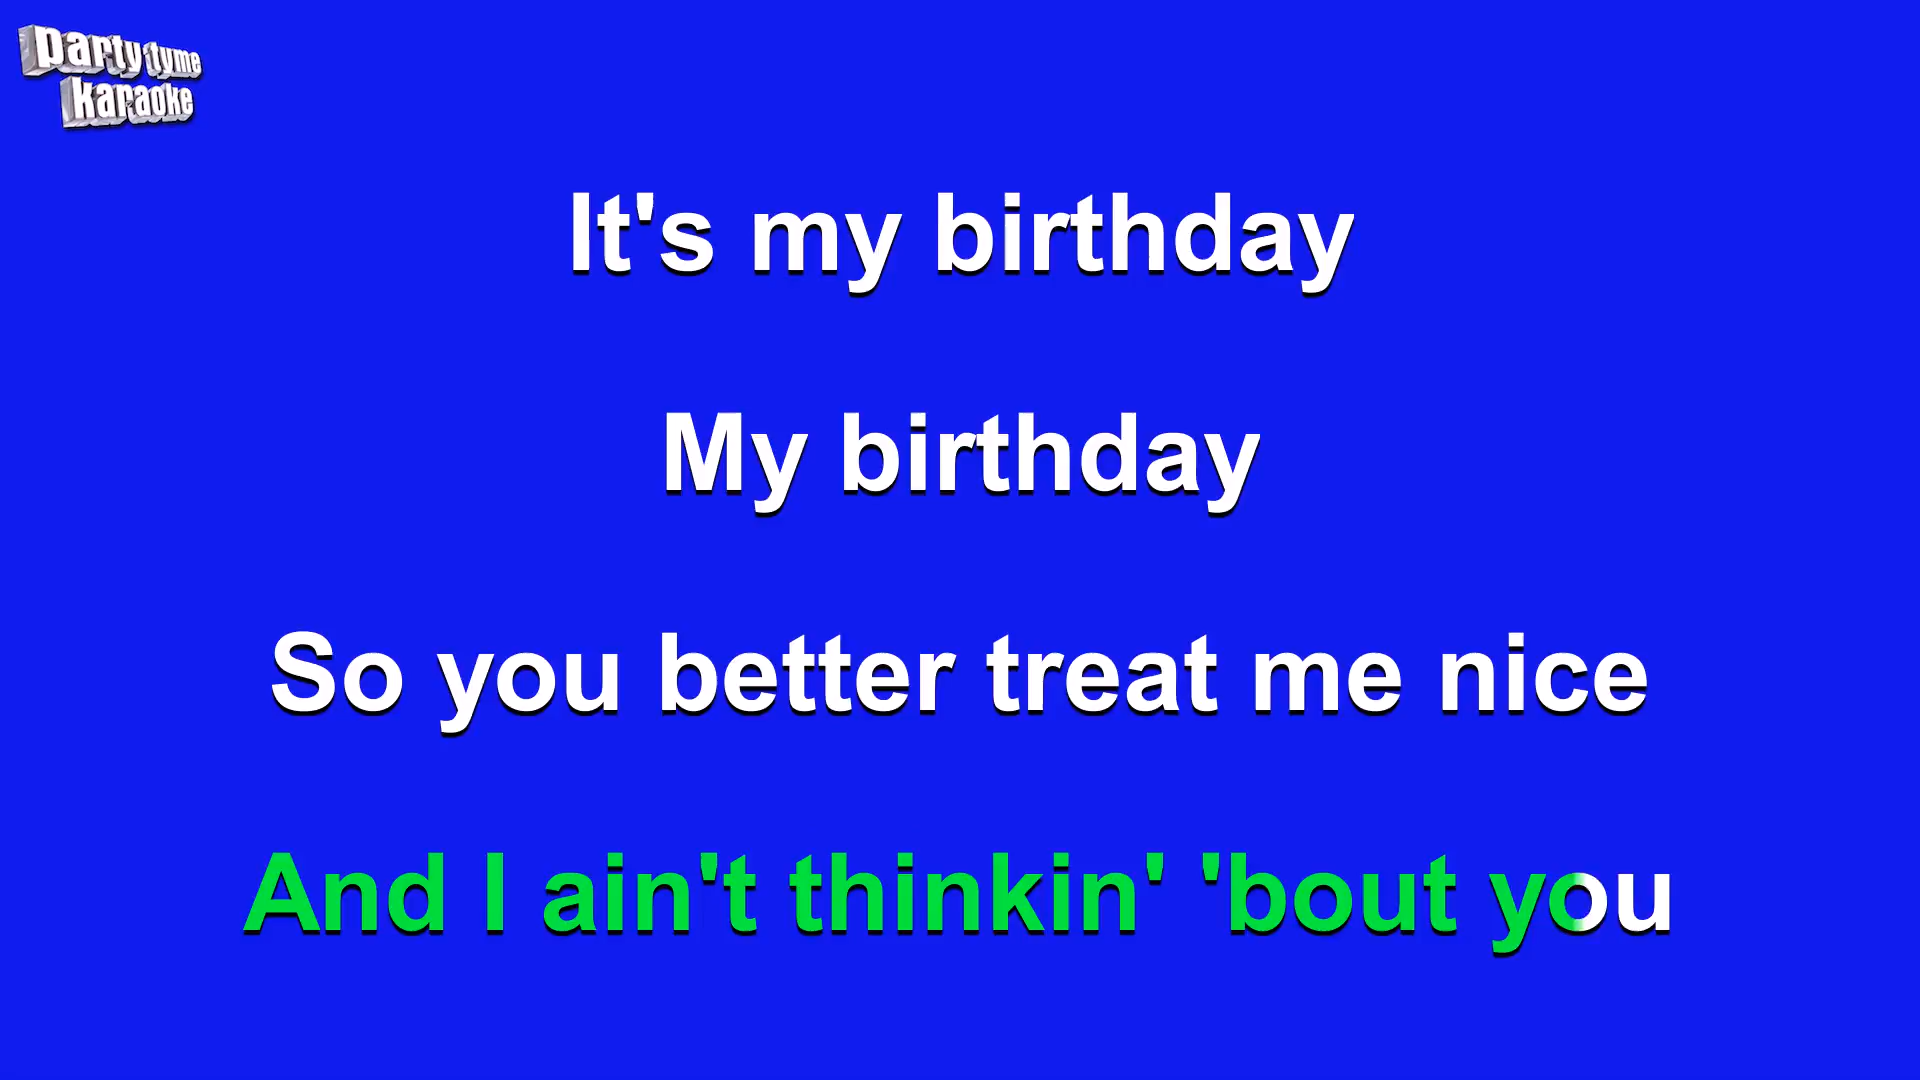 party tyme
karaoke
It's my birthday
My birthday
So you better treat me nice
And I ain't thinkin' 'bout you